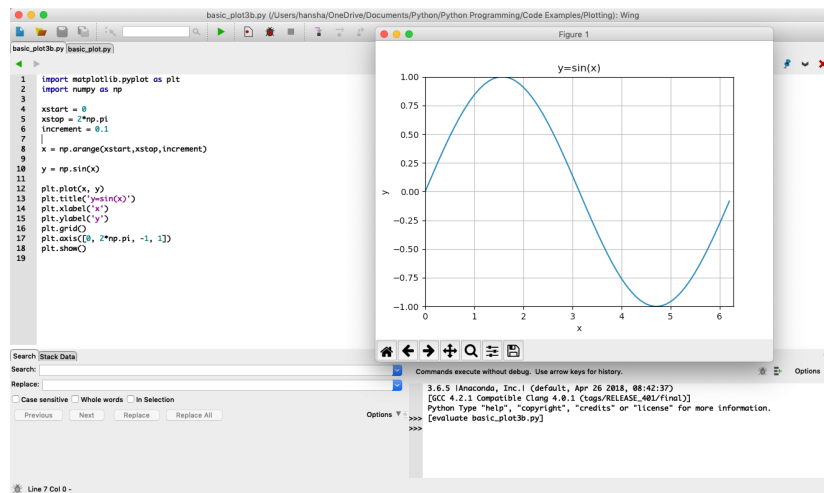 basic_plot3b.py (/Users/hansha/OneDrive/Documents/Python/Python Programming/Code Examples/Plotting): Wing
basic_plot3b.py basic_plot.py
1 import matplotlib.pyplot as plt
2 import numpy as np
3
4 xstart = 0
5 xstop = 2*np.pi
6 increment = 0.1
7
8 x = np.arange(xstart,xstop,increment)
9
10 y = np.sin(x)
11
12 plt.plot(x, y)
13 plt.title('y=sin(x)')
14 plt.xlabel('x')
15 plt.ylabel('y')
16 plt.grid()
17 plt.axis([0, 2*np.pi, -1, 1])
18 plt.show()
19
Figure 1
y=sin(x)
1.00
0.75
0.50
0.25
0.00
−0.25
−0.50
−0.75
−1.00
y
0 1 2 3 4 5 6
x
Search Stack Data
Search:
Replace:
Case sensitive Whole words In Selection
Previous Next Replace Replace All
Options
Commands execute without debug. Use arrow keys for history.
Options
3.6.5 |Anaconda, Inc.| (default, Apr 26 2018, 08:42:37)
[GCC 4.2.1 Compatible Clang 4.0.1 (tags/RELEASE_401/final)]
Python Type "help", "copyright", "credits" or "license" for more information.
>>> [evaluate basic_plot3b.py]
>>>
Line 7 Col 0 -